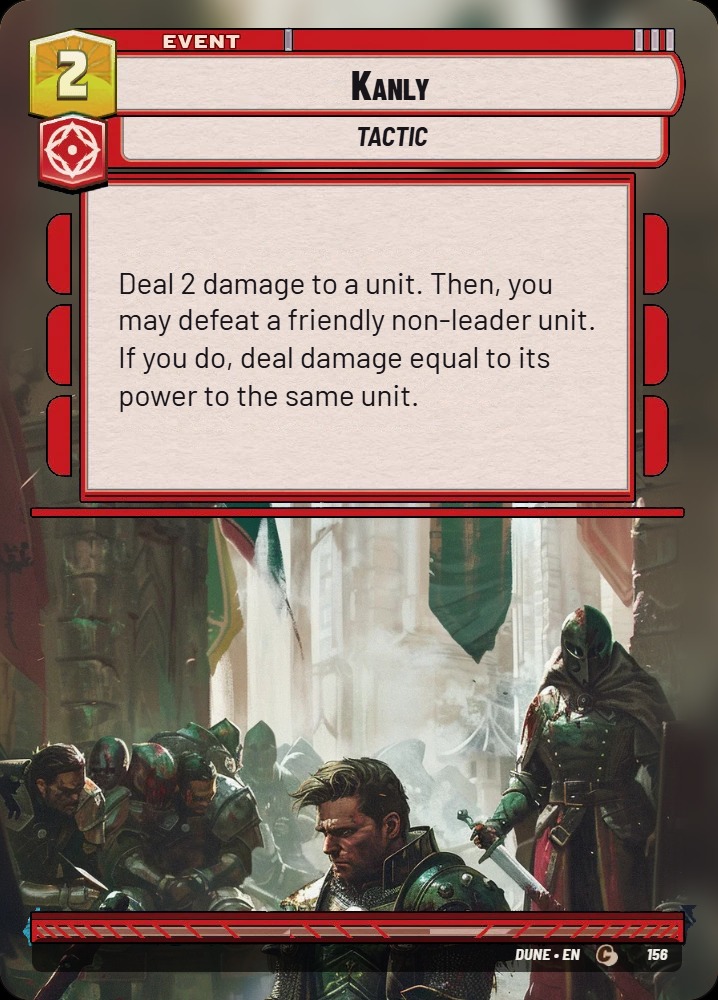 EVENT
2
KANLY
TACTIC
Deal 2 damage to a unit. Then, you
may defeat a friendly non-leader unit.
If you do, deal damage equal to its
power to the same unit.
DUNE • EN C 156